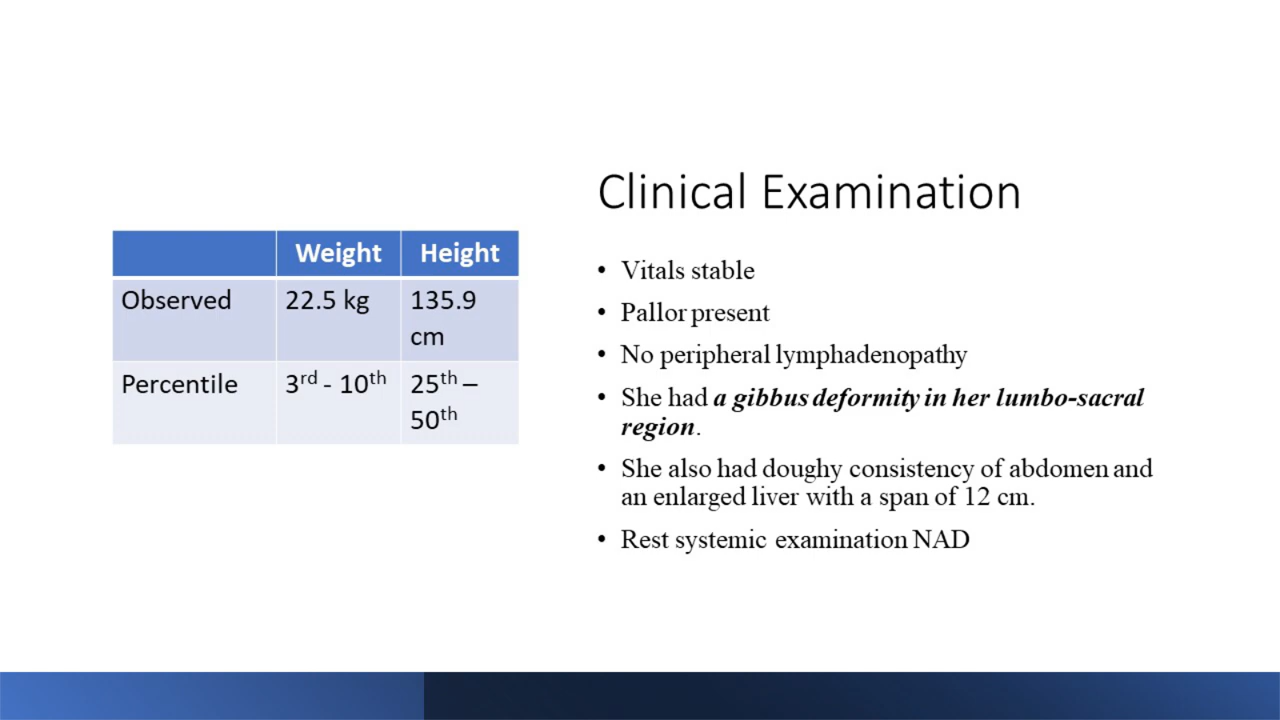 Clinical Examination
Weight Height
Observed 22.5 kg 135.9
cm
Percentile 3rd - 10th 25th –
50th
• Vitals stable
• Pallor present
• No peripheral lymphadenopathy
• She had a gibbus deformity in her lumbo-sacral
region.
• She also had doughy consistency of abdomen and
an enlarged liver with a span of 12 cm.
• Rest systemic examination NAD